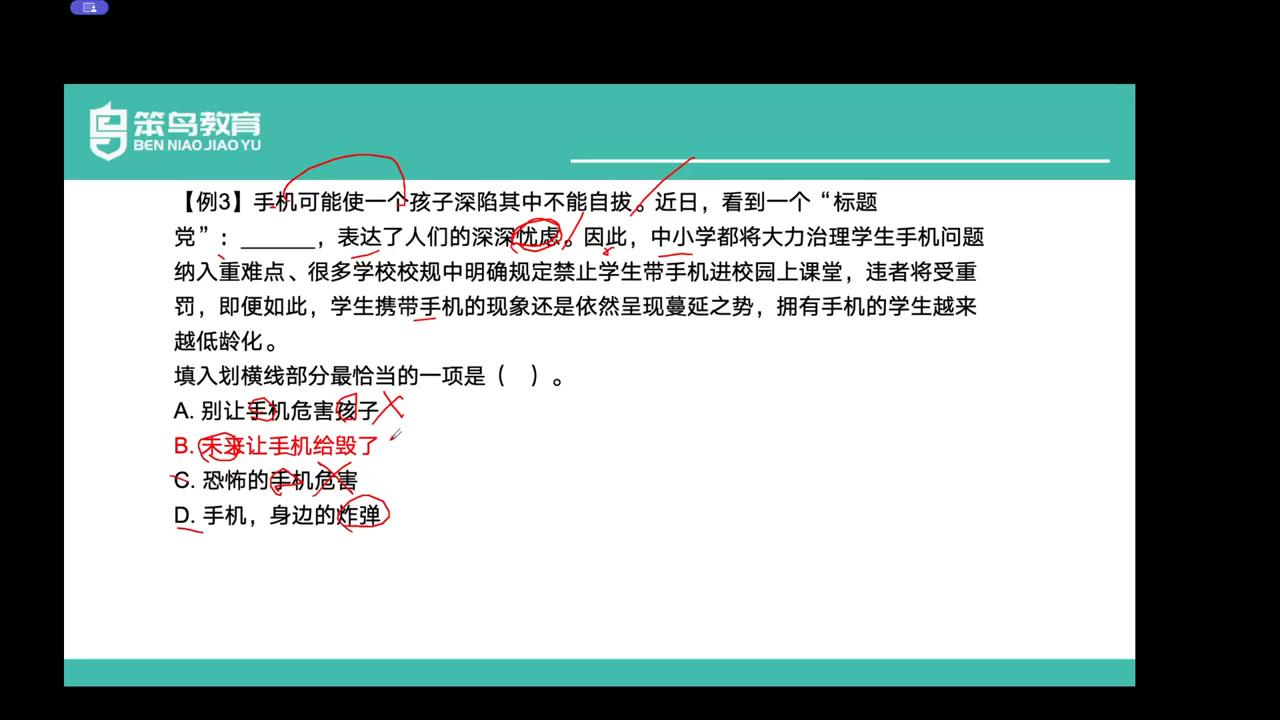 笨鸟教育
BEN NIAO JIAO YU
【例3】手机可能使一个孩子深陷其中不能自拔。近日，看到一个“标题
党”：______，表达了人们的深深忧虑。因此，中小学都将大力治理学生手机问题
纳入重难点、很多学校校规中明确规定禁止学生带手机进校园上课堂，违者将受重
罚，即便如此，学生携带手机的现象还是依然呈现蔓延之势，拥有手机的学生越来
越低龄化。
填入划横线部分最恰当的一项是（　）。
A. 别让手机危害孩子
B. 未来让手机给毁了
C. 恐怖的手机危害
D. 手机，身边的炸弹